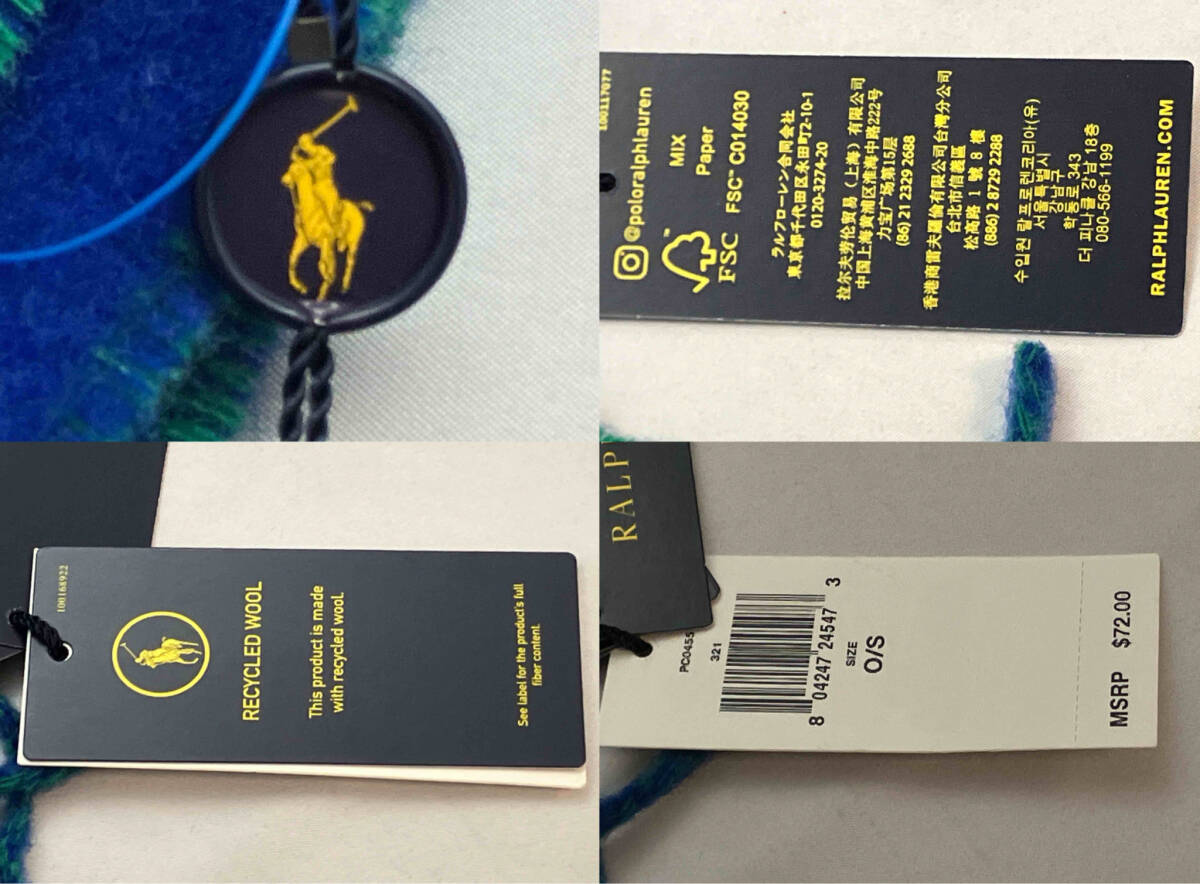 100117077
@poloralphlauren
MIX
Paper
FSC™ C014030
FSC™
ラルフローレン合同会社
東京都千代田区永田町2-10-1
0120-3274-20
拉尔夫劳伦贸易（上海）有限公司
中国上海黄浦区淮海中路222号
力宝广场第15层
(86) 21 2329 2688
香港商雷夫羅倫有限公司台灣分公司
台北市信義區
松高路 1 號 8 樓
(886) 2 8729 2288
수입원 랄프로렌코리아(유)
서울특별시
강남구
학동로 343
더 피나클 강남 18층
080-566-1199
RALPHLAUREN.COM
100168922
RECYCLED WOOL
This product is made
with recycled wool.
See label for the product's full
fiber content.
RALP
PC0455
321
8 04247 24547 3
SIZE
O/S
MSRP $72.00